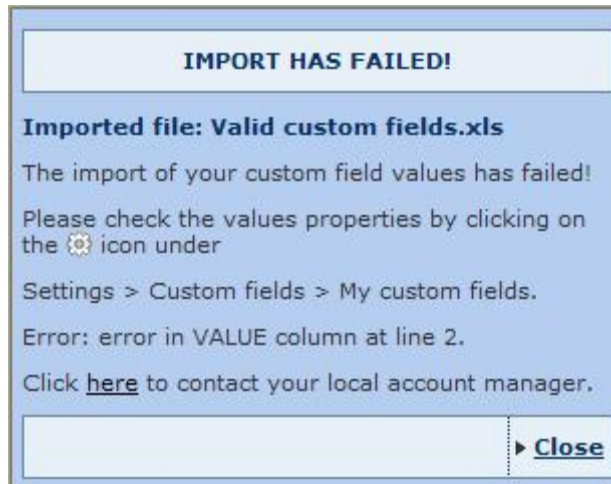 IMPORT HAS FAILED!
Imported file: Valid custom fields.xls
The import of your custom field values has failed!
Please check the values properties by clicking on
the icon under
Settings > Custom fields > My custom fields.
Error: error in VALUE column at line 2.
Click here to contact your local account manager.
Close